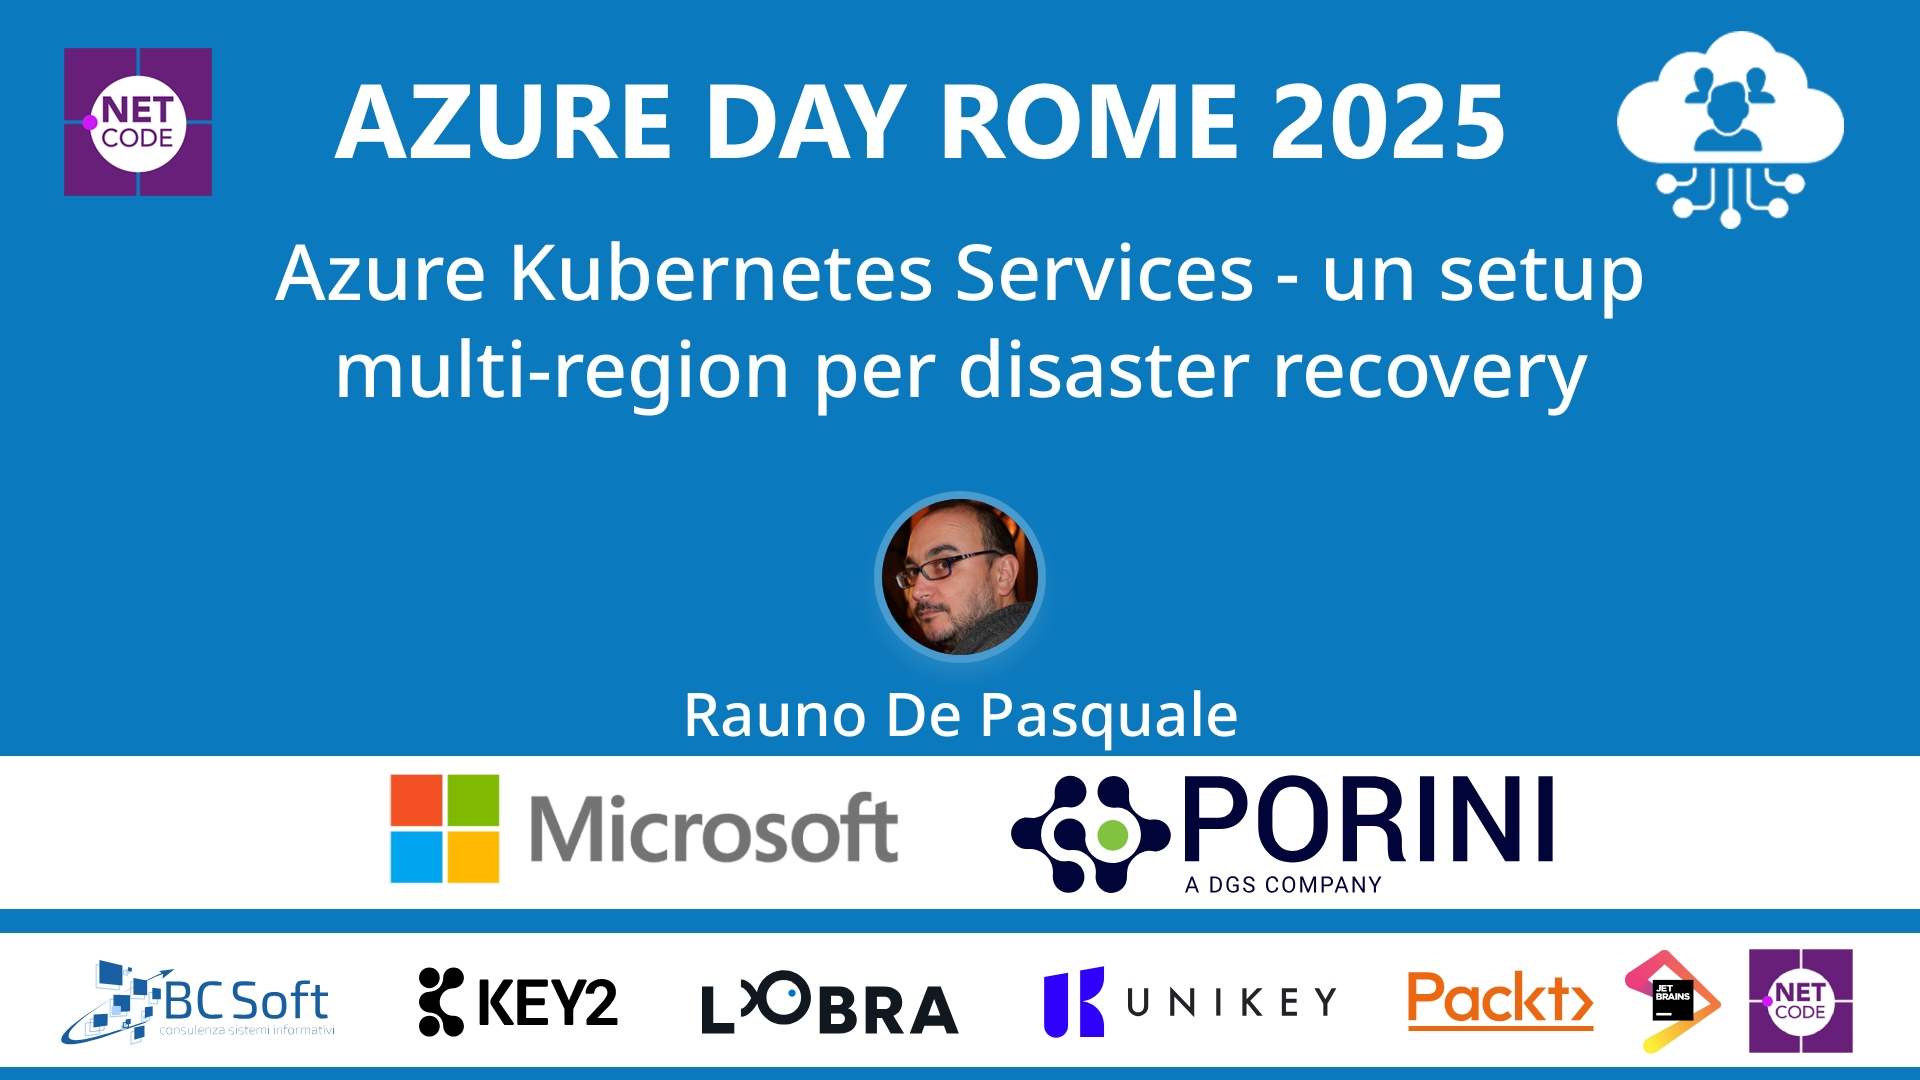 NET
CODE
AZURE DAY ROME 2025
Azure Kubernetes Services - un setup
multi-region per disaster recovery
Rauno De Pasquale
Microsoft
PORINI
A DGS COMPANY
BC Soft
consulenza sistemi informativi
KEY2
LOBRA
UNIKEY
Packt
JET
BRAINS
NET
CODE